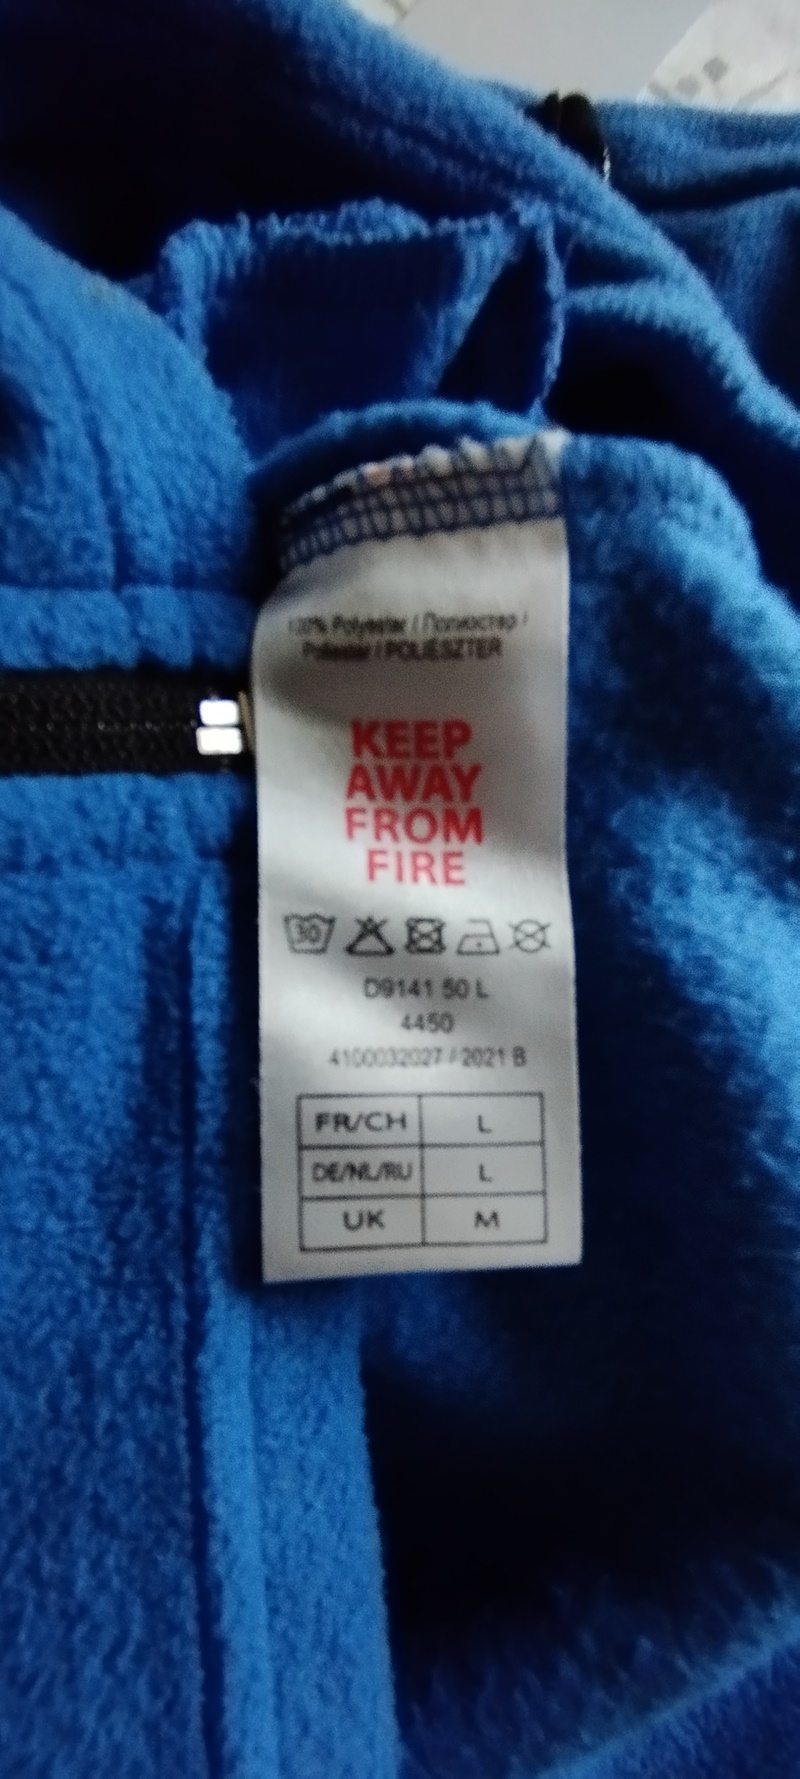 100% Polyester / Полиэстер /
Poliester / POLIÉSZTER
KEEP
AWAY
FROM
FIRE
30
D9141 50 L
4450
4100032027 / 2021 B
FR/CH L
DE/NL/RU L
UK M